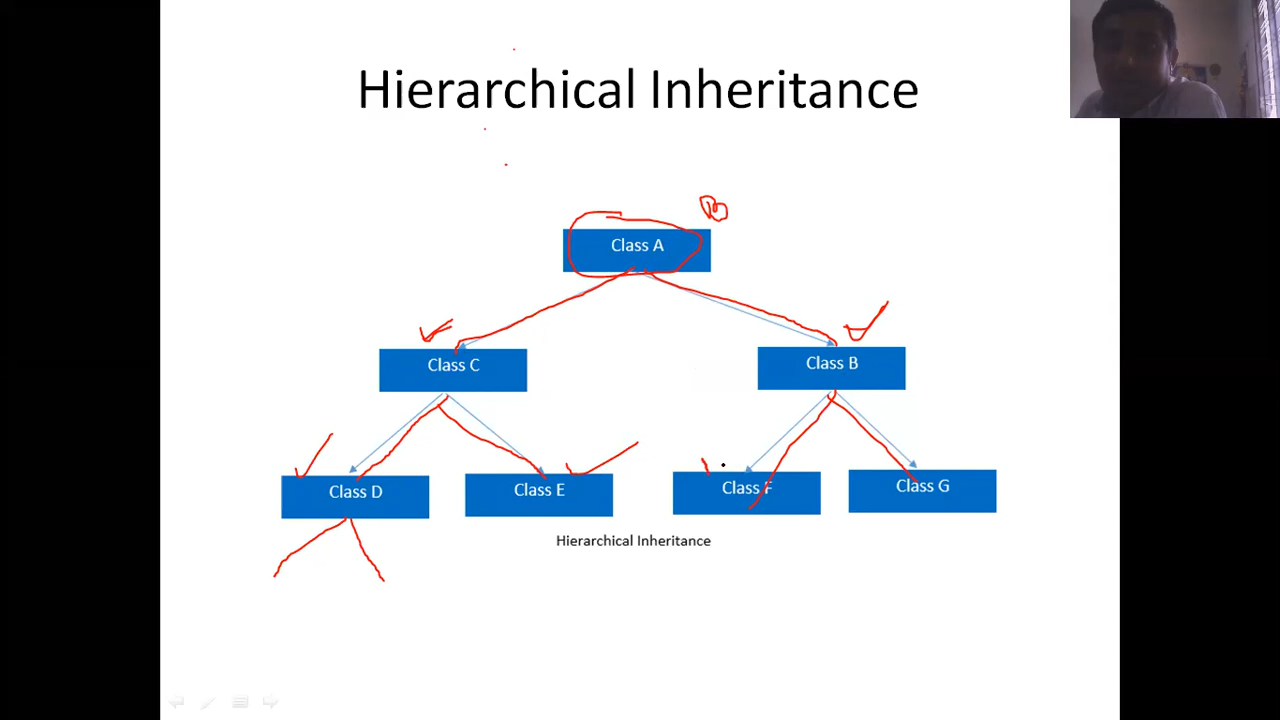 Hierarchical Inheritance
B
Class A
Class C
Class B
Class D
Class E
Class F
Class G
Hierarchical Inheritance